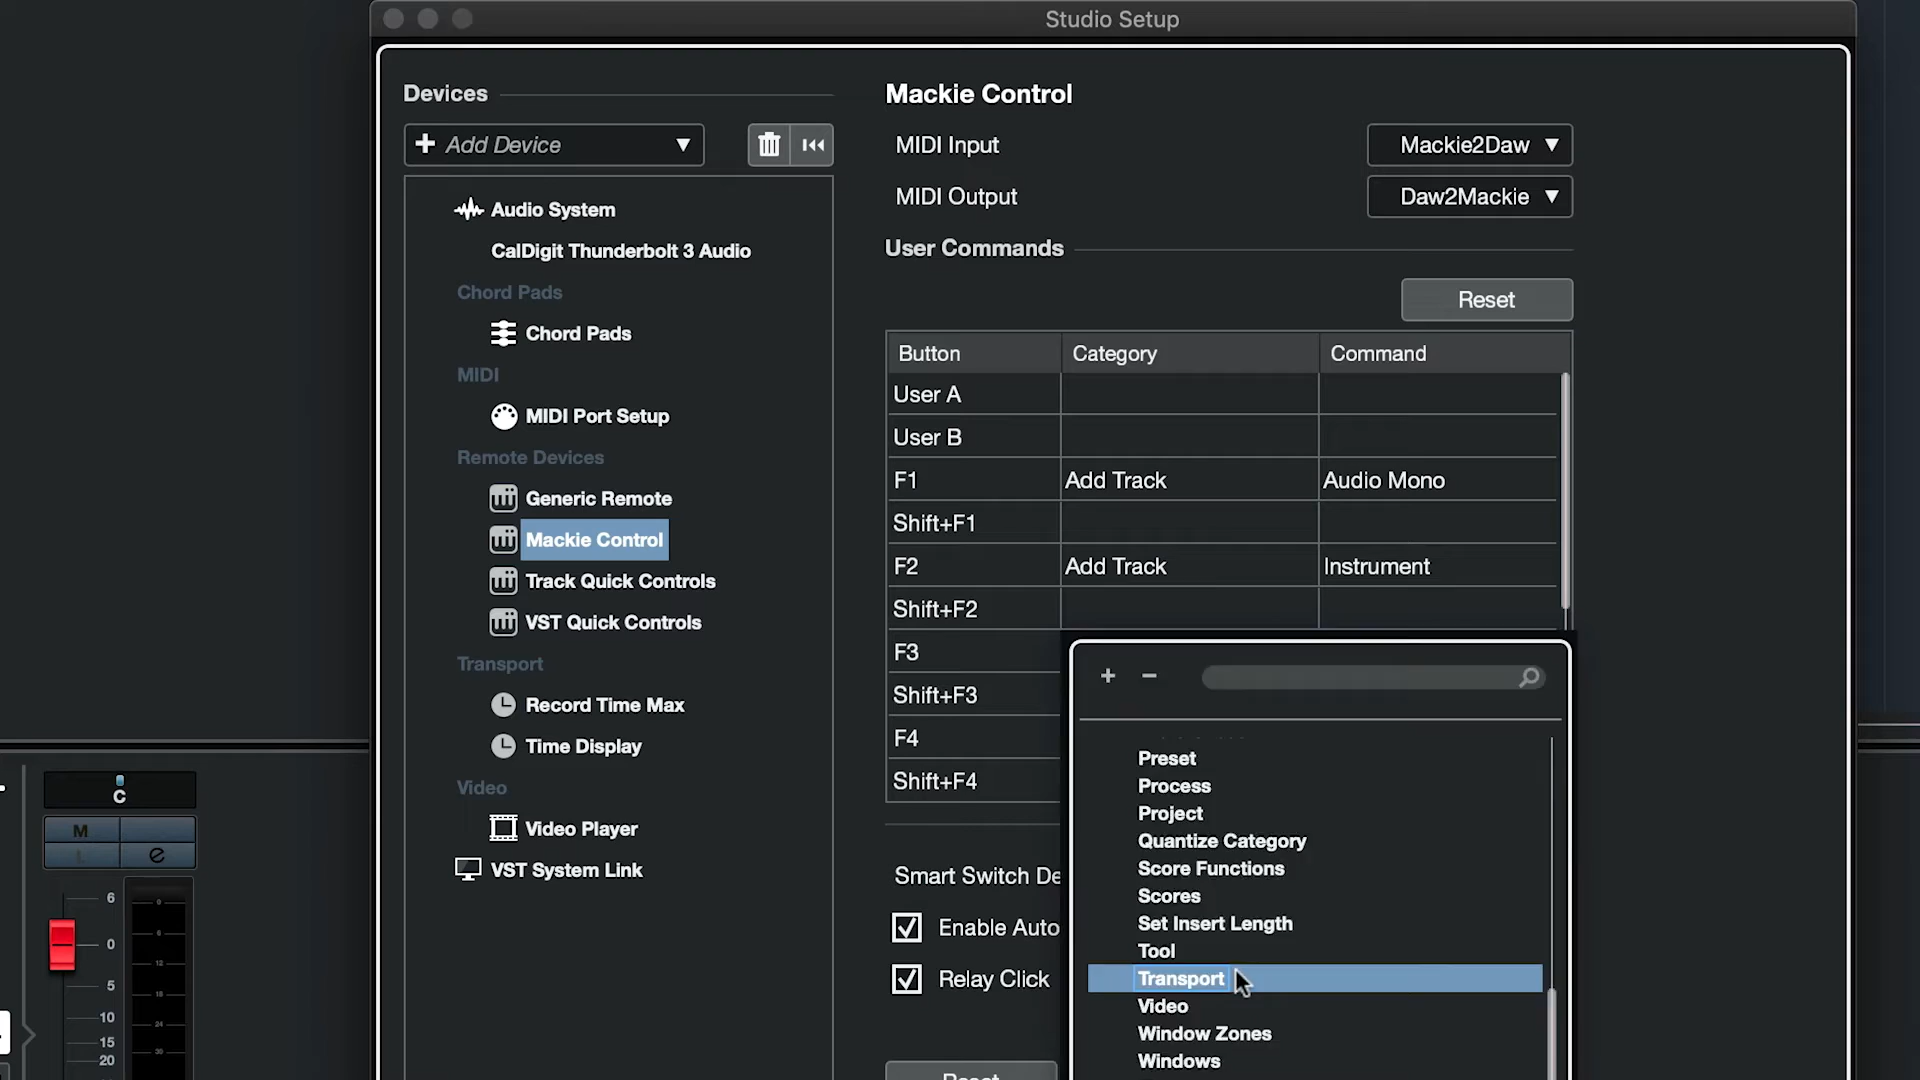 Studio Setup
Devices
+ Add Device
Audio System
CalDigit Thunderbolt 3 Audio
Chord Pads
Chord Pads
MIDI
MIDI Port Setup
Remote Devices
Generic Remote
Mackie Control
Track Quick Controls
VST Quick Controls
Transport
Record Time Max
Time Display
Video
Video Player
VST System Link
Mackie Control
MIDI Input Mackie2Daw
MIDI Output Daw2Mackie
User Commands
Reset
Button Category Command
User A
User B
F1 Add Track Audio Mono
Shift+F1
F2 Add Track Instrument
Shift+F2
F3
Shift+F3
F4
Shift+F4
Smart Switch De
Enable Auto
Relay Click
Reset
+ −
Preset
Process
Project
Quantize Category
Score Functions
Scores
Set Insert Length
Tool
Transport
Video
Window Zones
Windows
C
M
L e
6
0
5
10
15
20